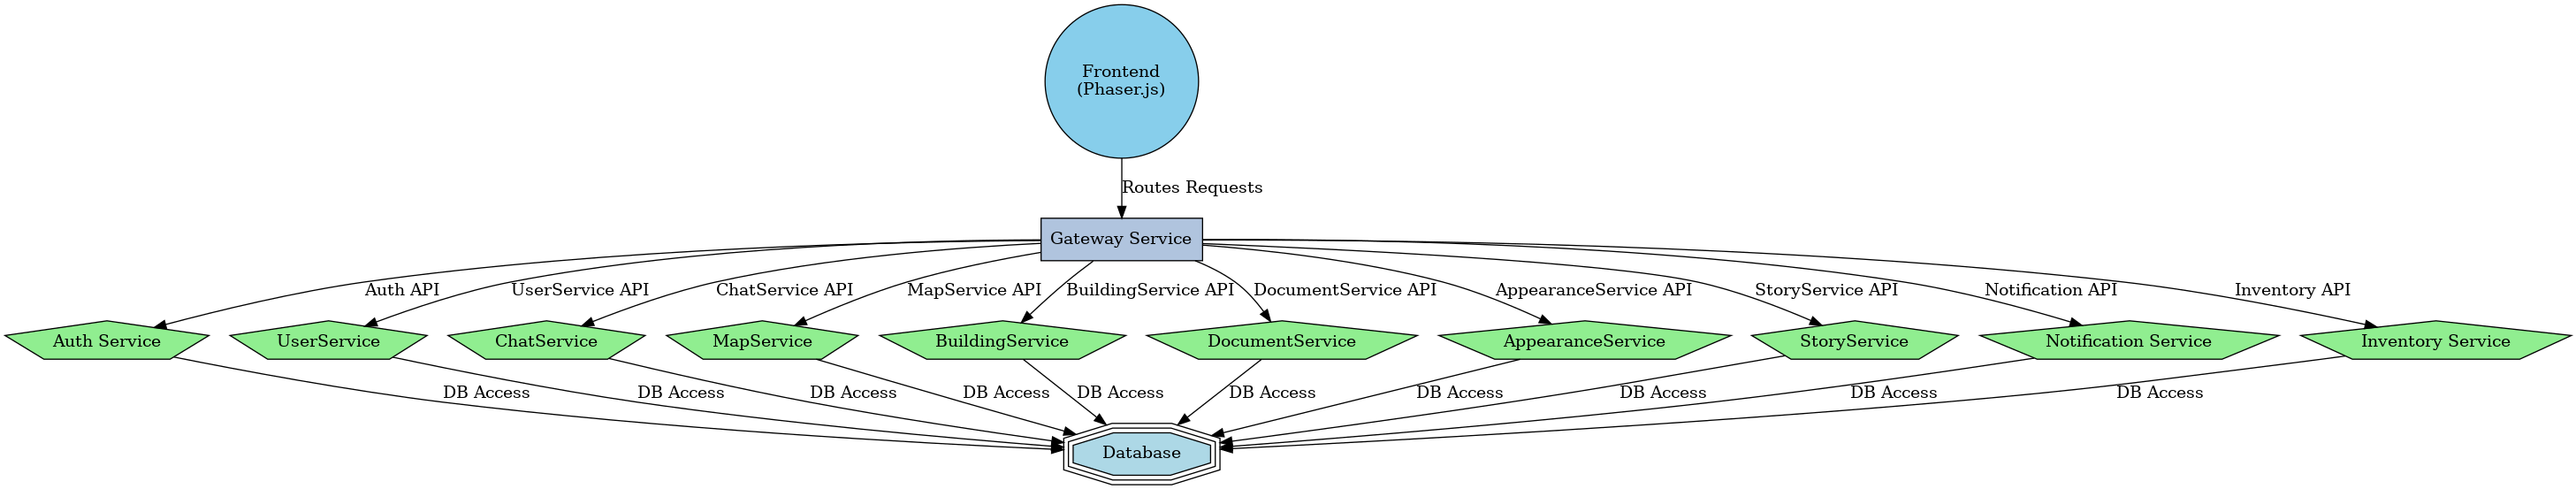 Frontend
(Phaser.js)
Routes Requests
Gateway Service
Auth API
UserService API
ChatService API
MapService API
BuildingService API
DocumentService API
AppearanceService API
StoryService API
Notification API
Inventory API
Auth Service
UserService
ChatService
MapService
BuildingService
DocumentService
AppearanceService
StoryService
Notification Service
Inventory Service
DB Access
DB Access
DB Access
DB Access
DB Access
DB Access
DB Access
DB Access
DB Access
DB Access
Database